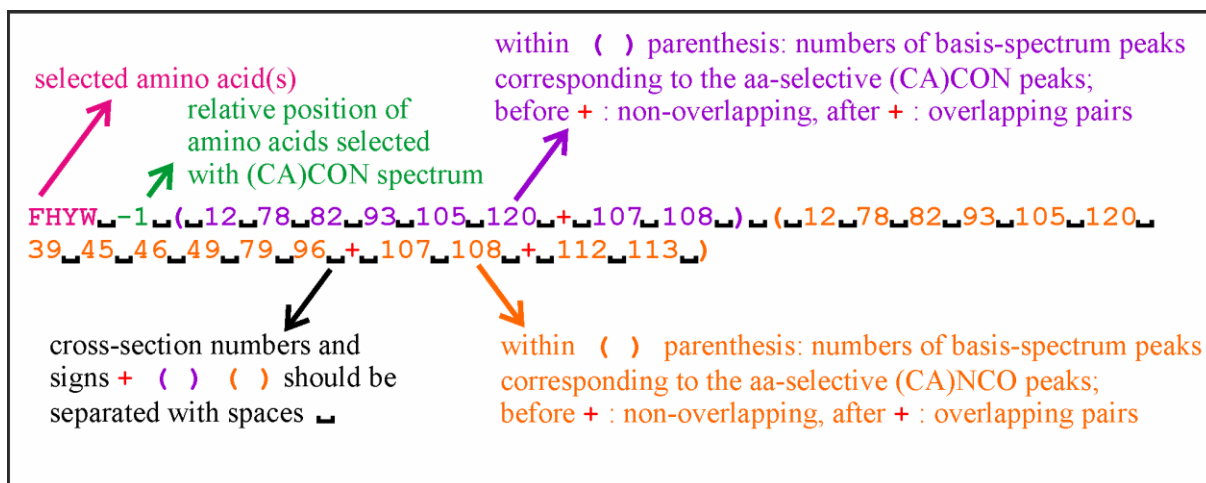 within ( ) parenthesis: numbers of basis-spectrum peaks
corresponding to the aa-selective (CA)CON peaks;
before + : non-overlapping, after + : overlapping pairs
selected amino acid(s)
relative position of
amino acids selected
with (CA)CON spectrum
FHYW␣-1␣(␣12␣78␣82␣93␣105␣120␣+␣107␣108␣)␣(␣12␣78␣82␣93␣105␣120␣
39␣45␣46␣49␣79␣96␣+␣107␣108␣+␣112␣113␣)
cross-section numbers and
signs + ( ) ( ) should be
separated with spaces ␣
within ( ) parenthesis: numbers of basis-spectrum peaks
corresponding to the aa-selective (CA)NCO peaks;
before + : non-overlapping, after + : overlapping pairs